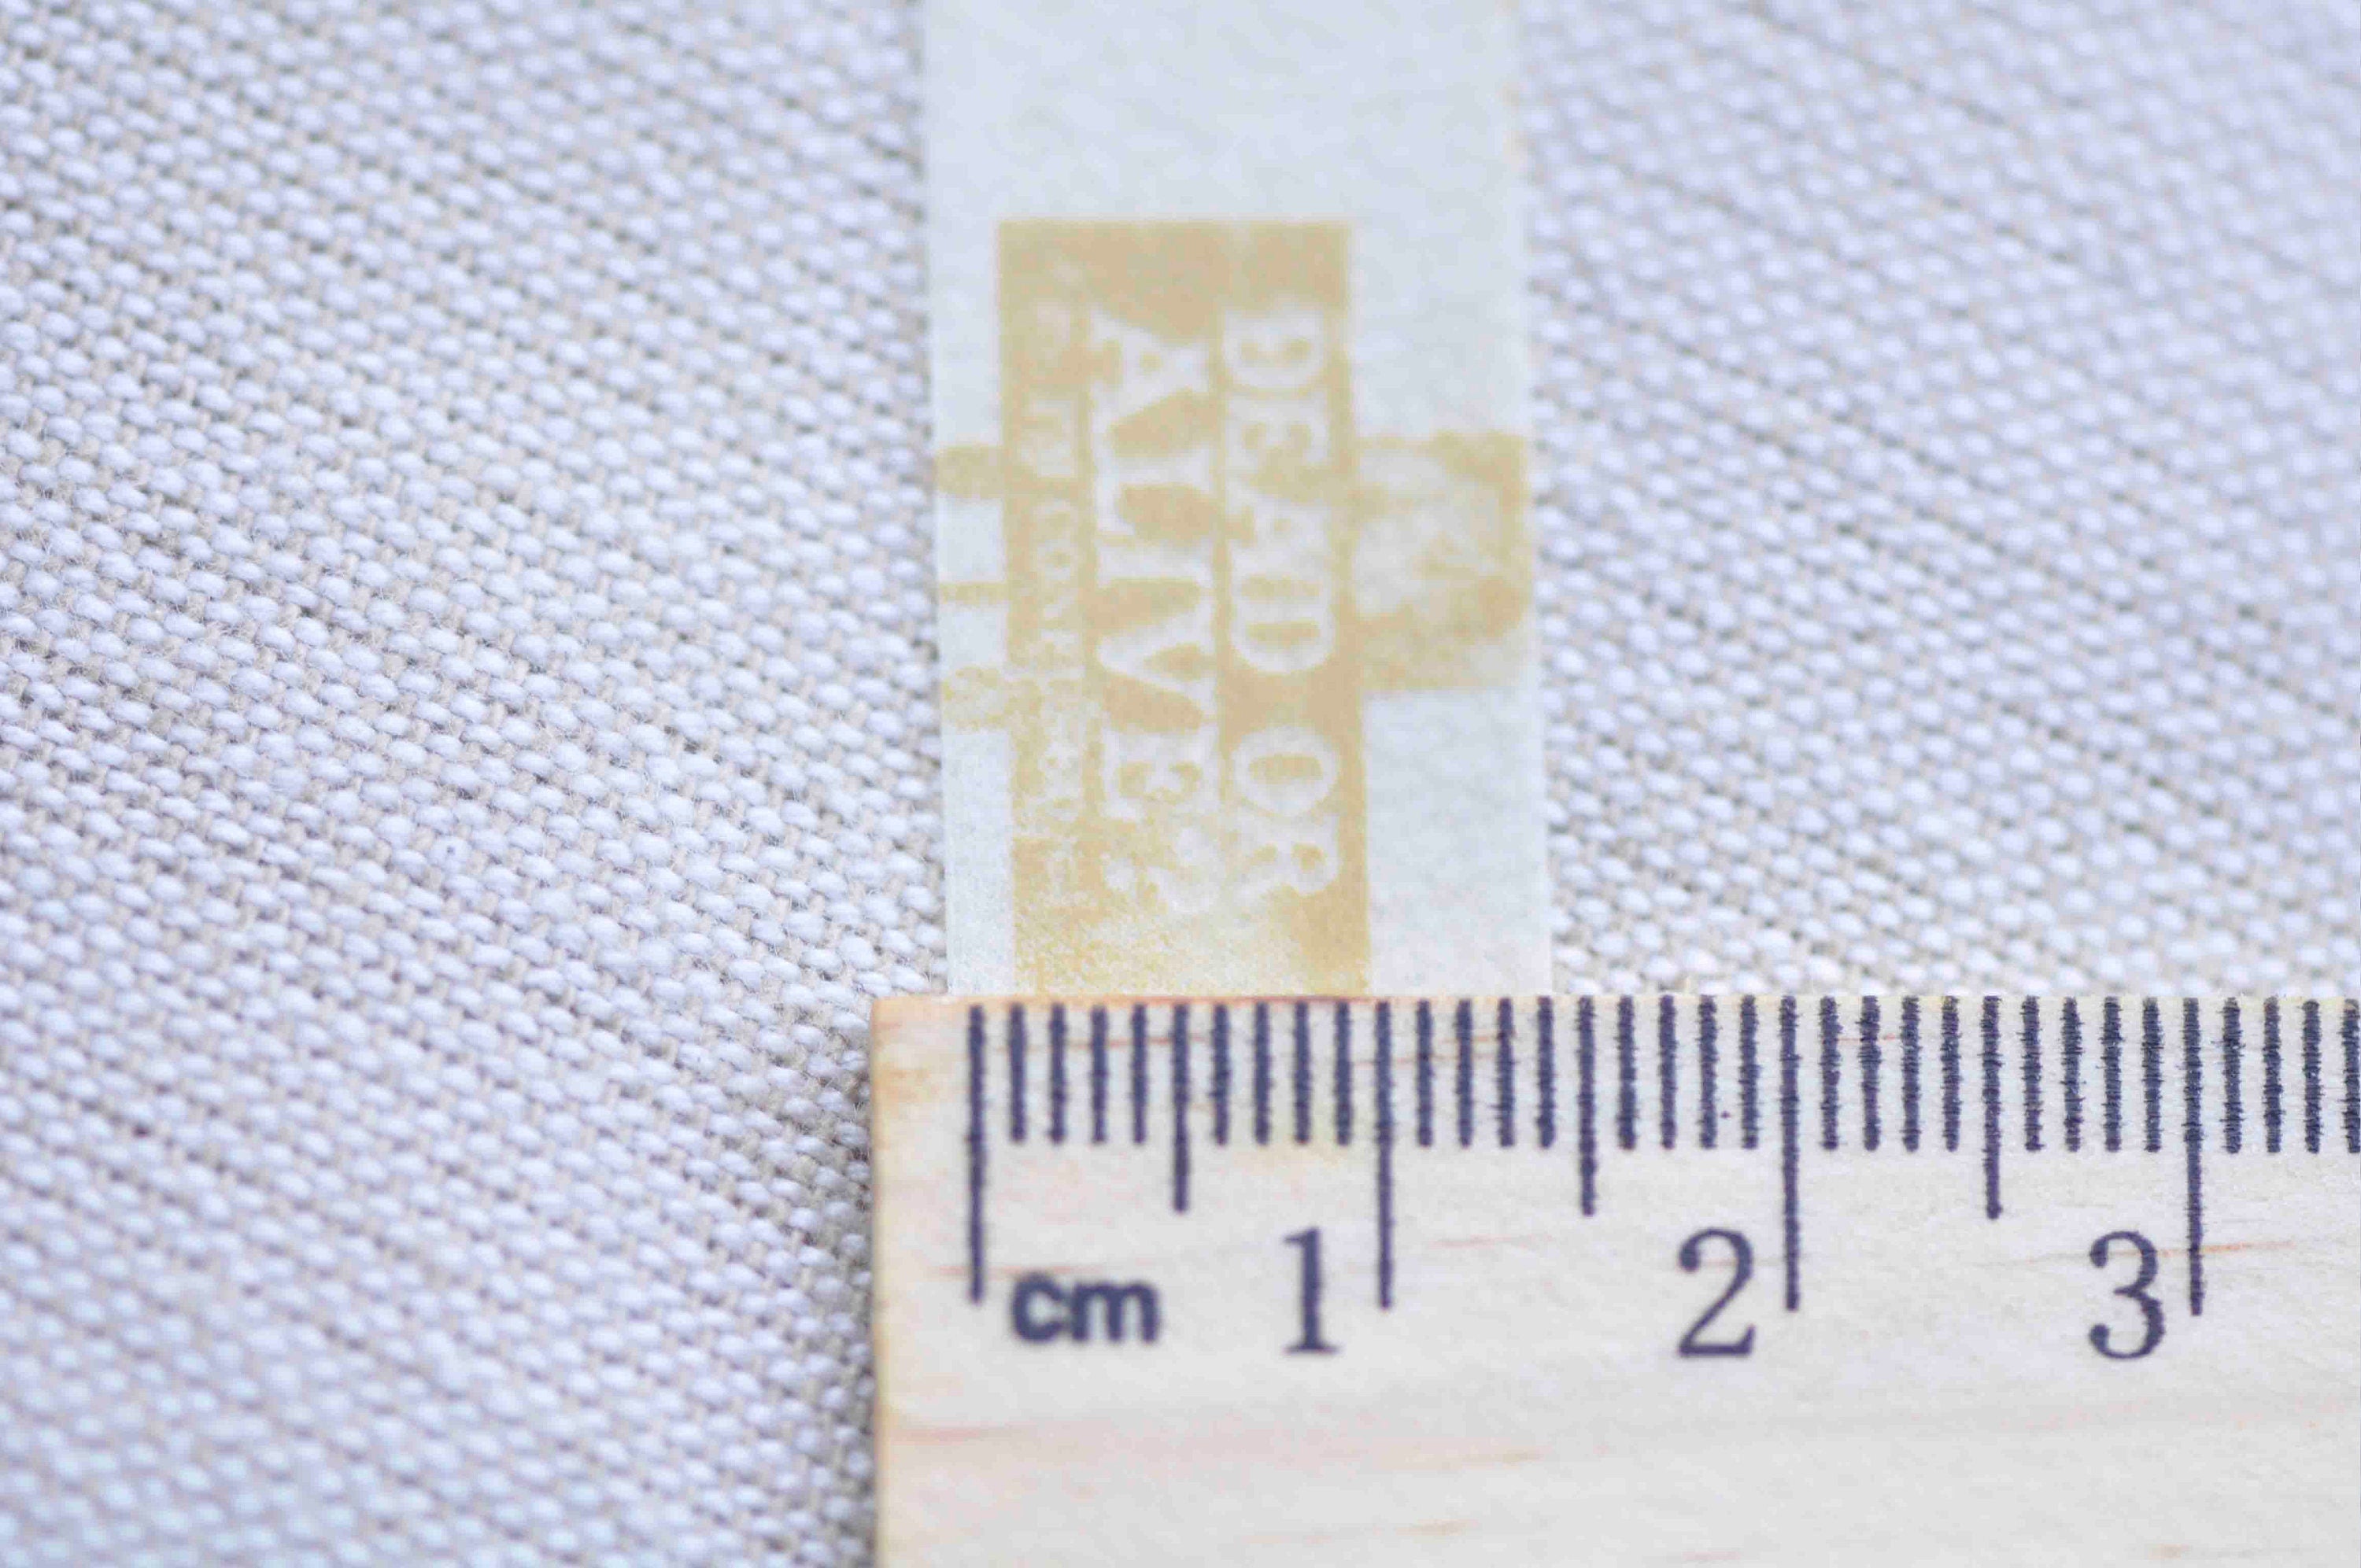 DEAD OR
ALIVE
cm 1 2 3